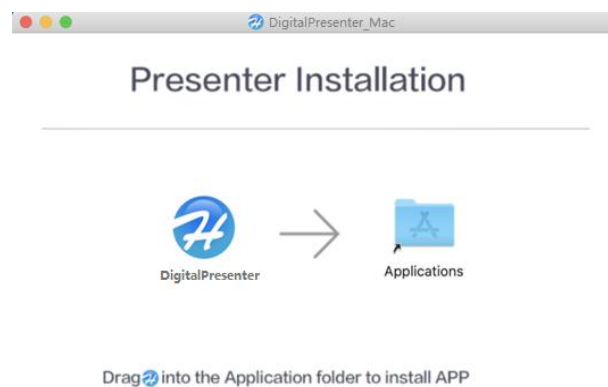 DigitalPresenter_Mac
Presenter Installation
DigitalPresenter
Applications
Drag into the Application folder to install APP